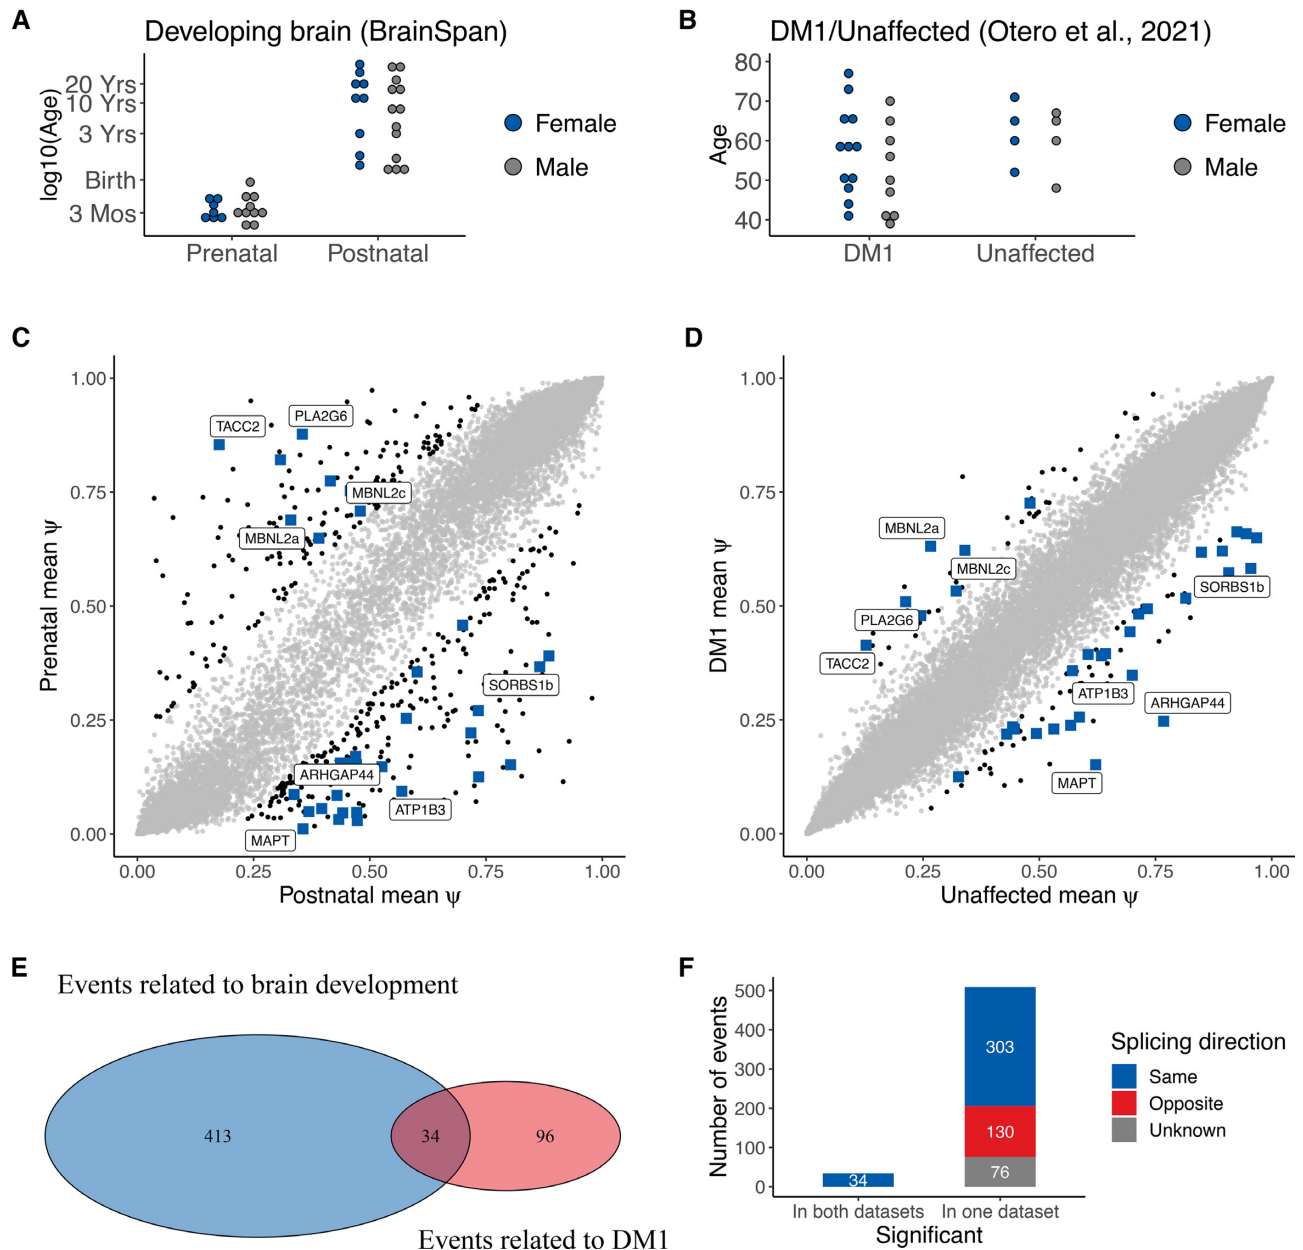 A
Developing brain (BrainSpan)
log10(Age)
20 Yrs
10 Yrs
3 Yrs
Birth
3 Mos
Prenatal
Postnatal
Female
Male
B
DM1/Unaffected (Otero et al., 2021)
Age
80
70
60
50
40
DM1
Unaffected
Female
Male
C
Prenatal mean ψ
1.00
0.75
0.50
0.25
0.00
TACC2
PLA2G6
MBNL2c
MBNL2a
SORBS1b
ARHGAP44
ATP1B3
MAPT
0.00
0.25
0.50
0.75
1.00
Postnatal mean ψ
D
DM1 mean ψ
1.00
0.75
0.50
0.25
0.00
MBNL2a
MBNL2c
SORBS1b
PLA2G6
TACC2
ATP1B3
ARHGAP44
MAPT
0.00
0.25
0.50
0.75
1.00
Unaffected mean ψ
E
Events related to brain development
413
34
96
Events related to DM1
F
Number of events
500
400
300
200
100
0
34
303
130
76
In both datasets
In one dataset
Significant
Splicing direction
Same
Opposite
Unknown